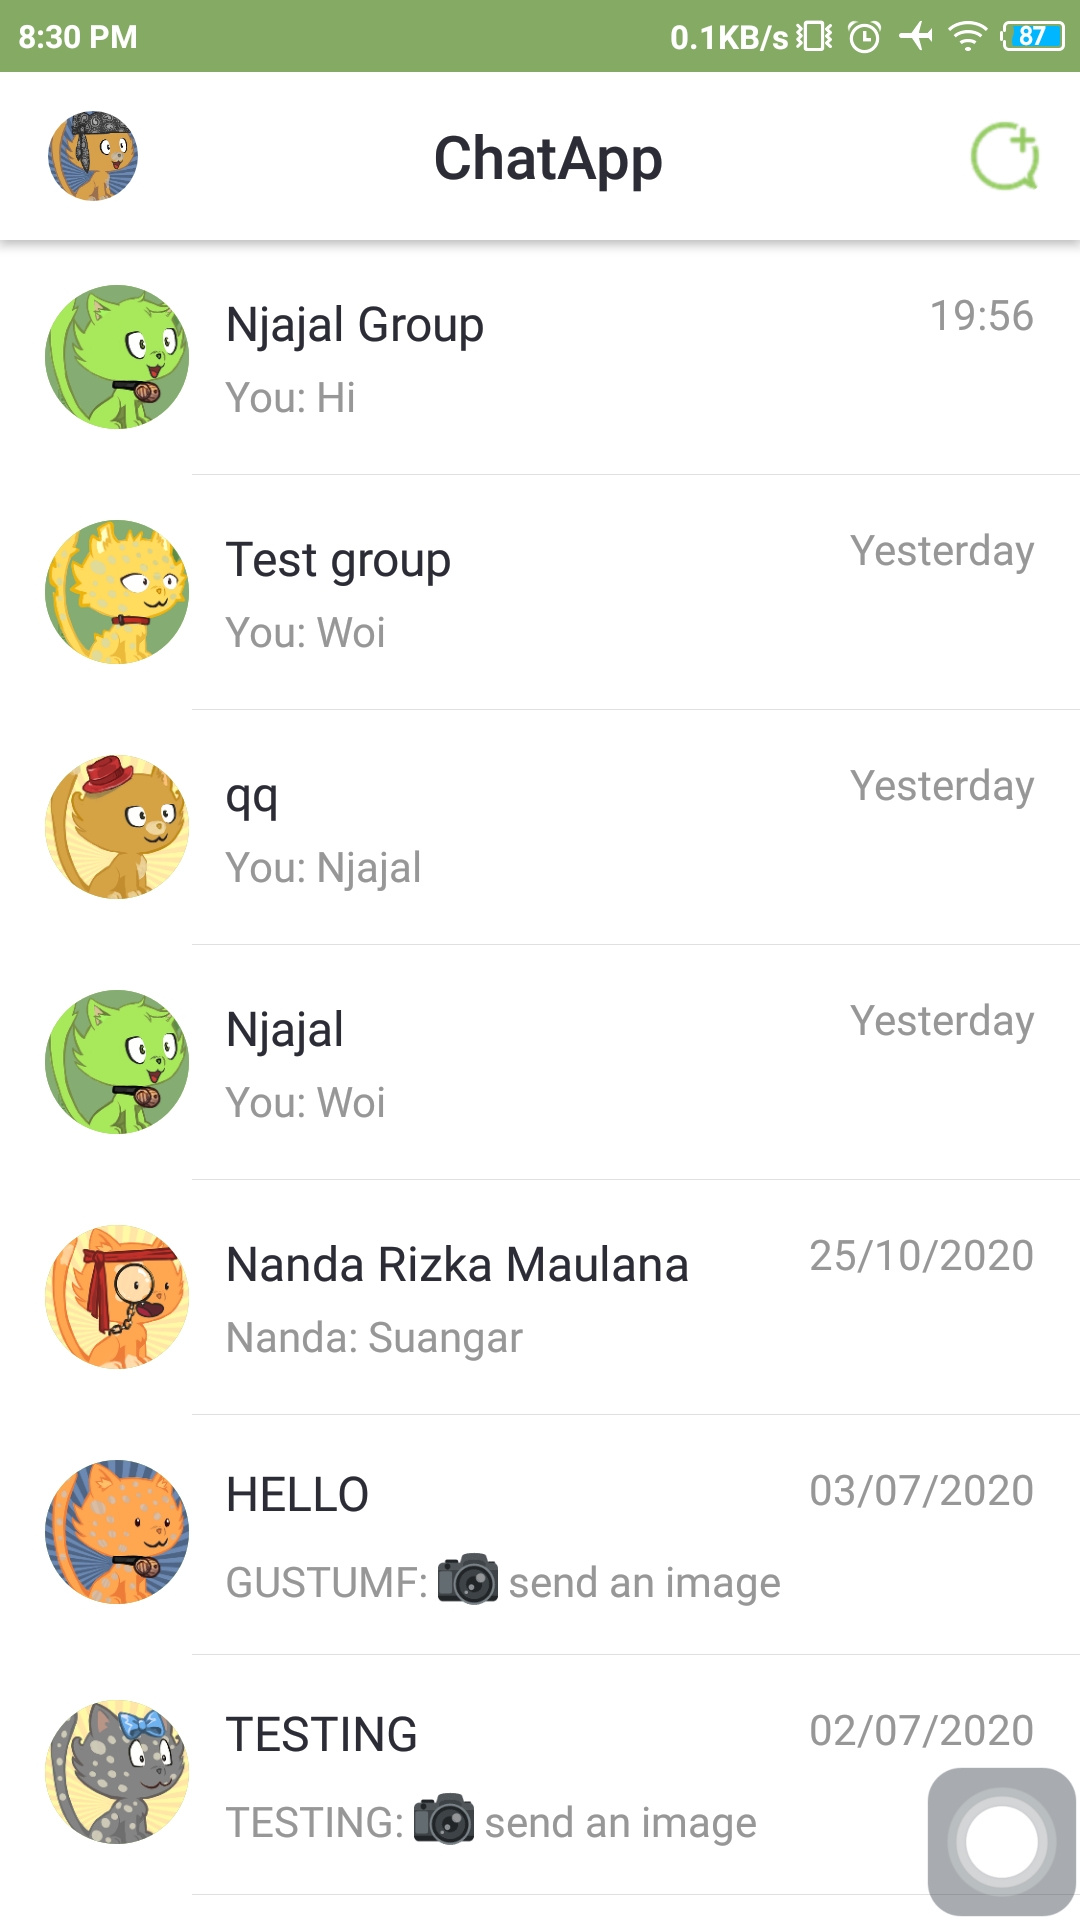 8:30 PM 0.1KB/s 87
ChatApp
Njajal Group 19:56
You: Hi
Test group Yesterday
You: Woi
qq Yesterday
You: Njajal
Njajal Yesterday
You: Woi
Nanda Rizka Maulana 25/10/2020
Nanda: Suangar
HELLO 03/07/2020
GUSTUMF: 📷 send an image
TESTING 02/07/2020
TESTING: 📷 send an image